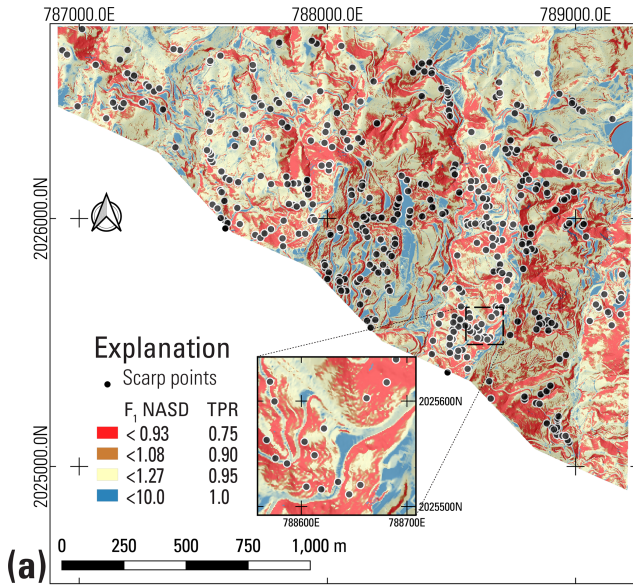 787000.0E 788000.0E 789000.0E
2026000.0N
2025000.0N
Explanation
Scarp points
F1 NASD TPR
< 0.93 0.75
<1.08 0.90
<1.27 0.95
<10.0 1.0
2025600N
2025500N
788600E 788700E
(a)
0 250 500 750 1,000 m